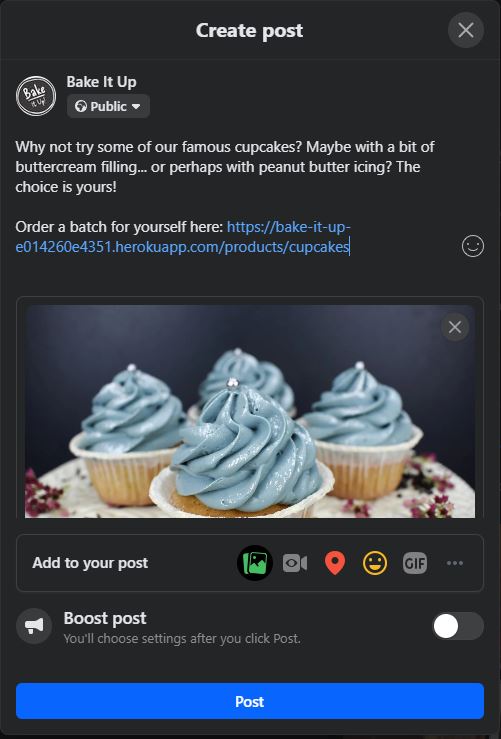 Create post
Bake It Up
Bake
It Up!
Public
Why not try some of our famous cupcakes? Maybe with a bit of
buttercream filling... or perhaps with peanut butter icing? The
choice is yours!
Order a batch for yourself here: https://bake-it-up-
e014260e4351.herokuapp.com/products/cupcakes
Add to your post
GIF
Boost post
You'll choose settings after you click Post.
Post